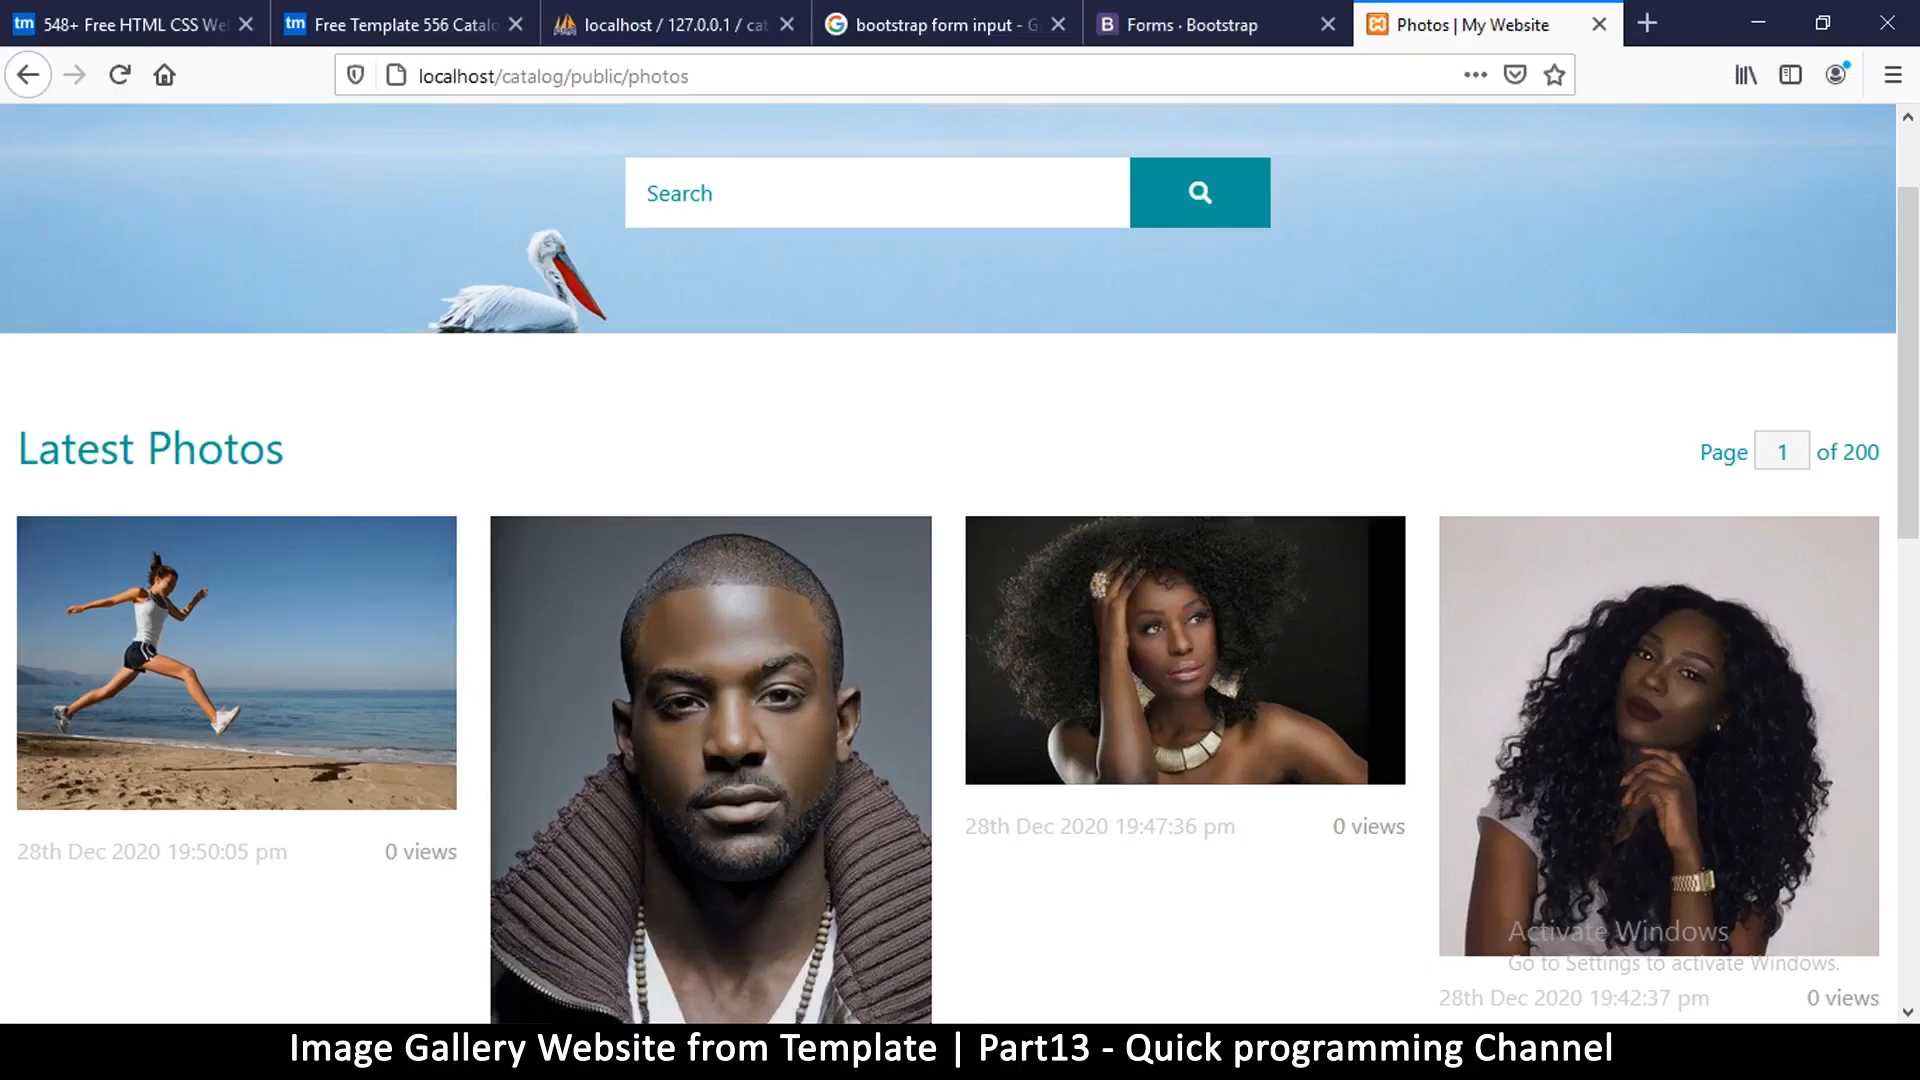 548+ Free HTML CSS We
Free Template 556 Catalo
localhost / 127.0.0.1 / cat
bootstrap form input - G
B
Forms · Bootstrap
Photos | My Website
localhost/catalog/public/photos
Search
Latest Photos
Page 1 of 200
28th Dec 2020 19:50:05 pm
0 views
28th Dec 2020 19:47:36 pm
0 views
Activate Windows
Go to Settings to activate Windows.
28th Dec 2020 19:42:37 pm
0 views
Image Gallery Website from Template | Part13 - Quick programming Channel